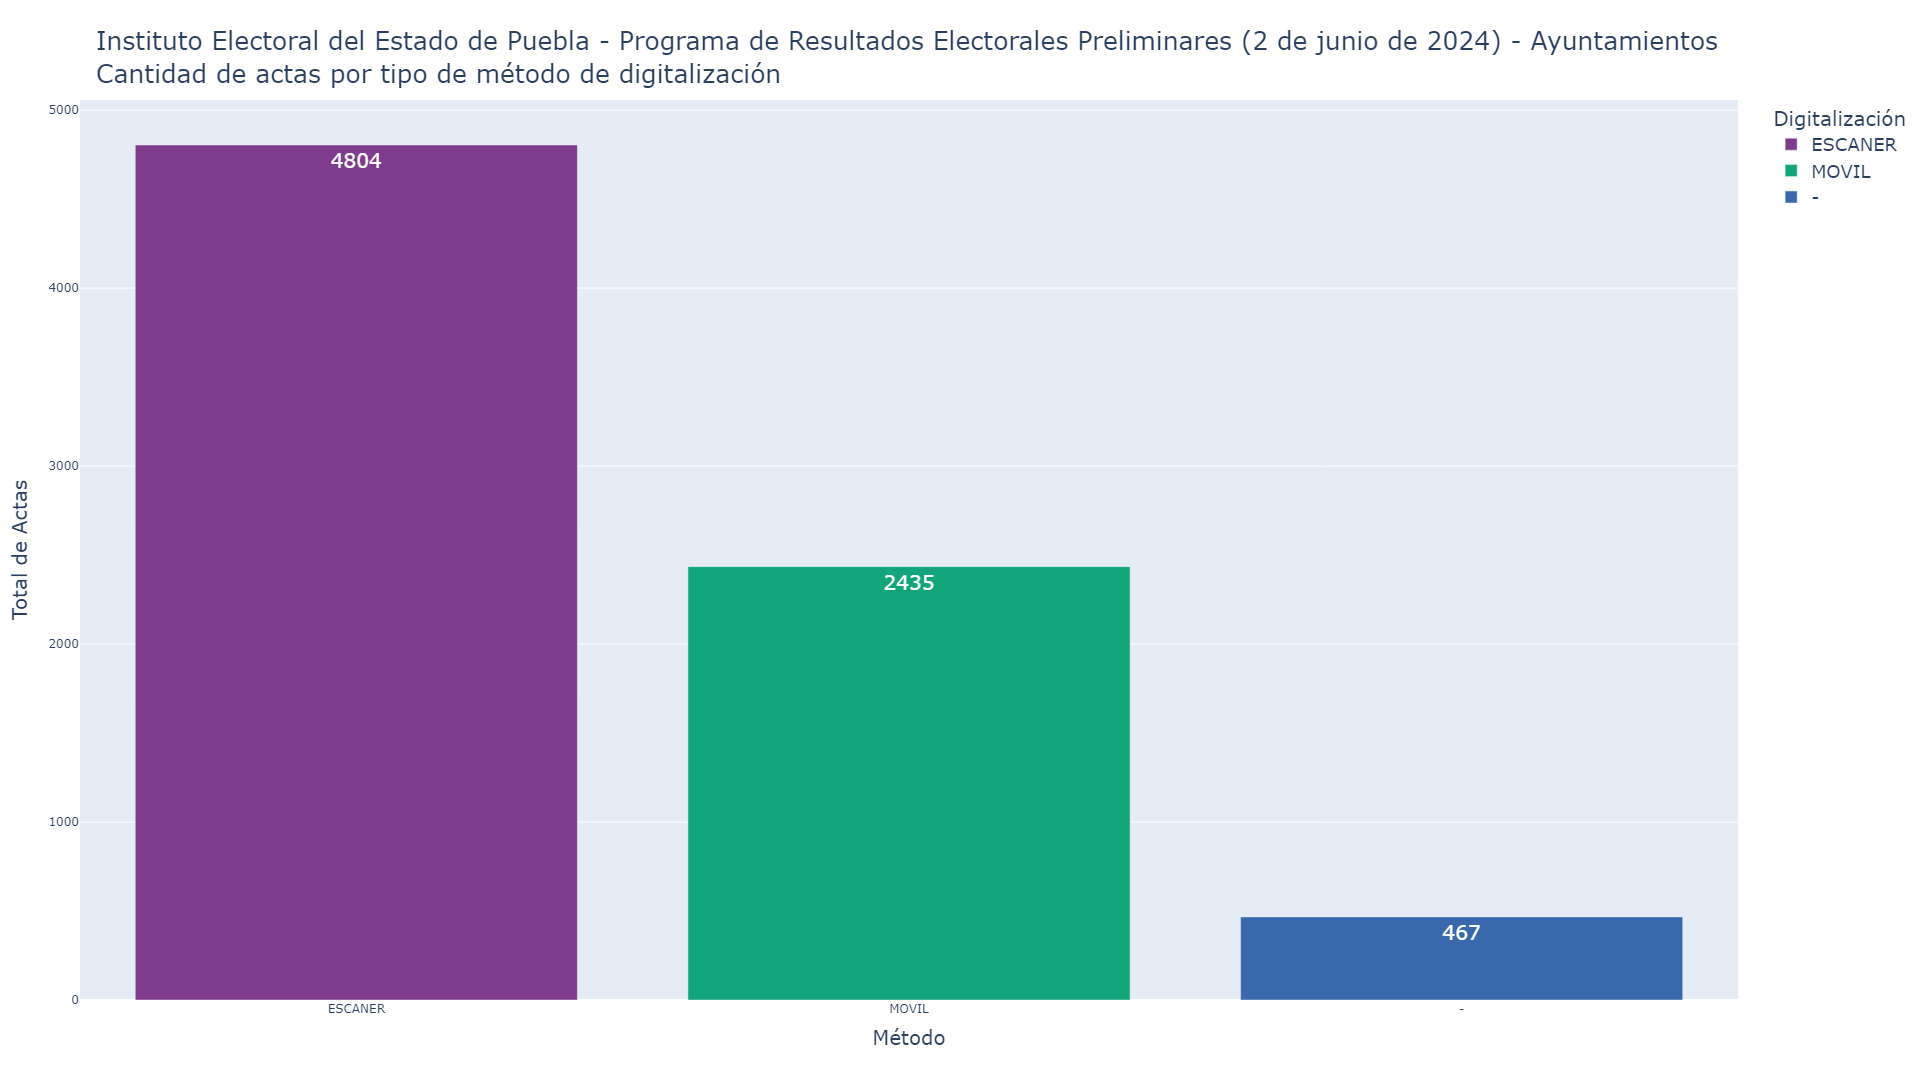 Instituto Electoral del Estado de Puebla - Programa de Resultados Electorales Preliminares (2 de junio de 2024) - Ayuntamientos
Cantidad de actas por tipo de método de digitalización
Digitalización
ESCANER
MOVIL
-
Total de Actas
5000
4000
3000
2000
1000
0
4804
2435
467
ESCANER
MOVIL
-
Método